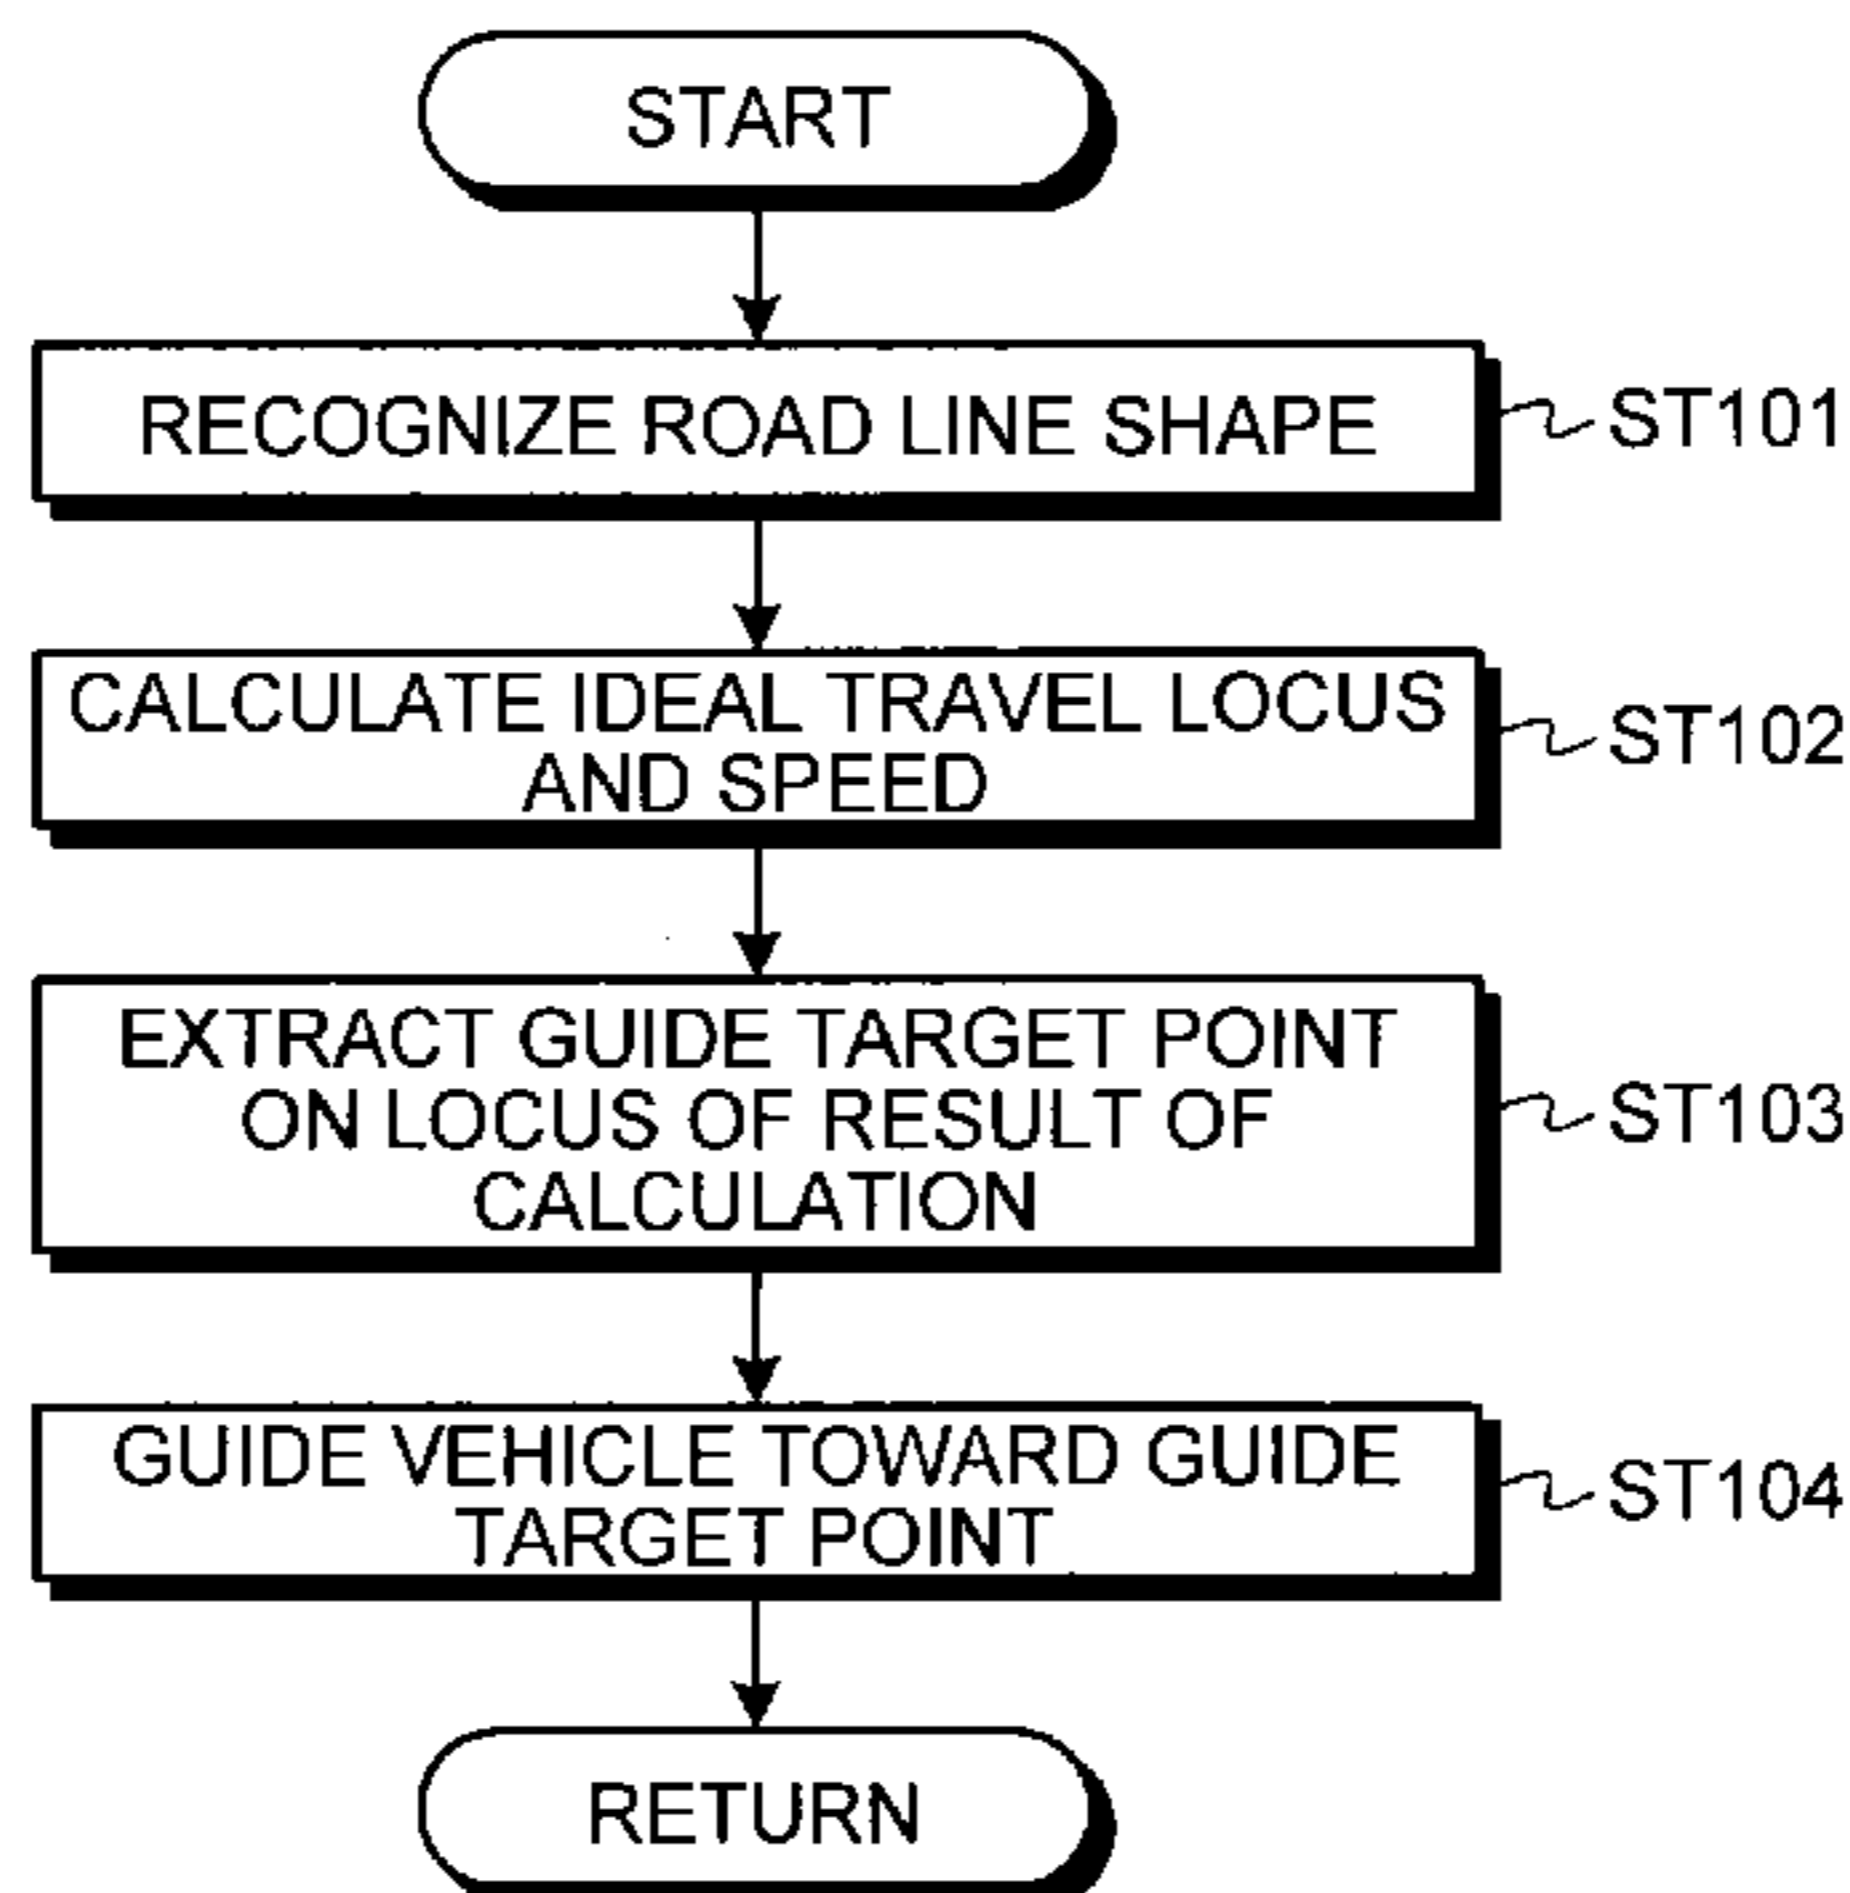 START
RECOGNIZE ROAD LINE SHAPE
ST101
CALCULATE IDEAL TRAVEL LOCUS
AND SPEED
ST102
EXTRACT GUIDE TARGET POINT
ON LOCUS OF RESULT OF
CALCULATION
ST103
GUIDE VEHICLE TOWARD GUIDE
TARGET POINT
ST104
RETURN